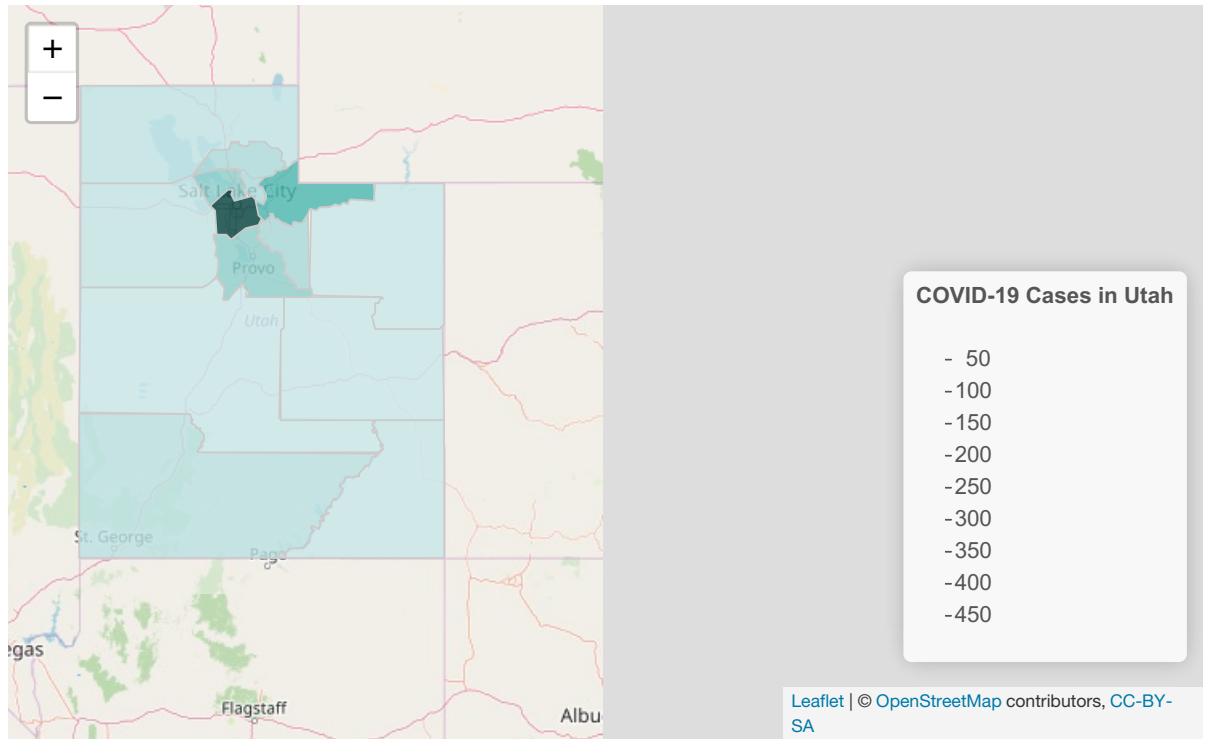 +
−
Salt Lake City
Provo
Utah
St. George
Page
egas
Flagstaff
Albu
COVID-19 Cases in Utah
- 50
-100
-150
-200
-250
-300
-350
-400
-450
Leaflet | © OpenStreetMap contributors, CC-BY-
SA